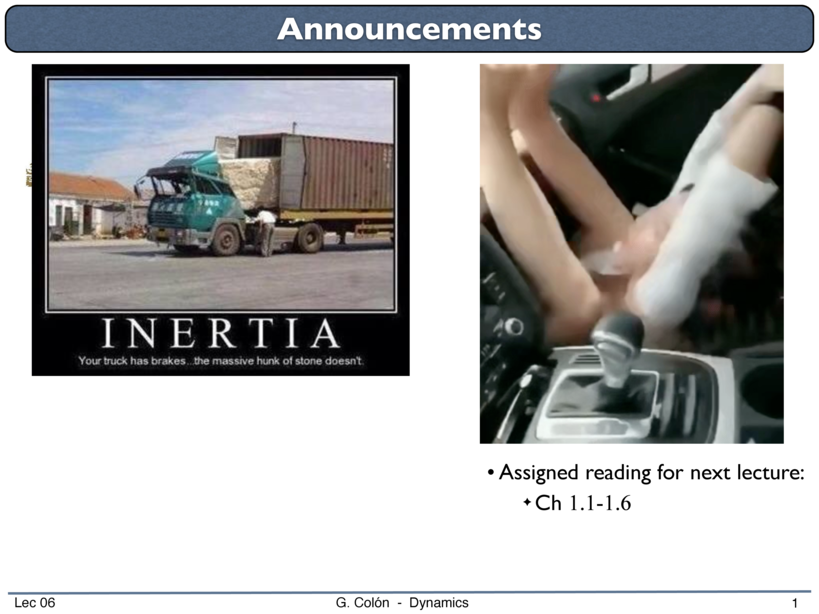 Announcements
INERTIA
Your truck has brakes...the massive hunk of stone doesn't.
• Assigned reading for next lecture:
✦ Ch 1.1-1.6
Lec 06
G. Colón - Dynamics
1